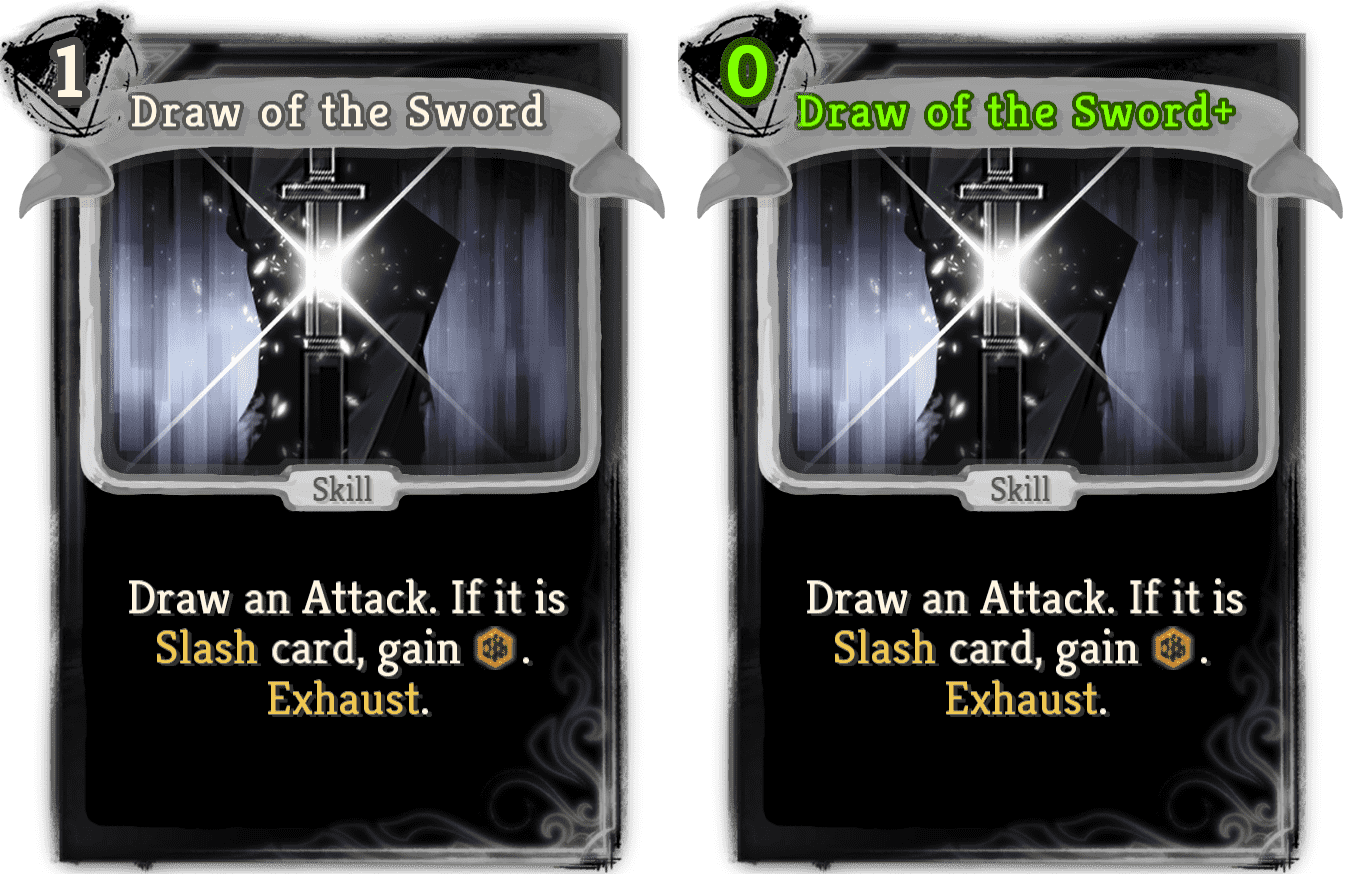 1
Draw of the Sword
Skill
Draw an Attack. If it is
Slash card, gain .
Exhaust.
0
Draw of the Sword+
Skill
Draw an Attack. If it is
Slash card, gain .
Exhaust.